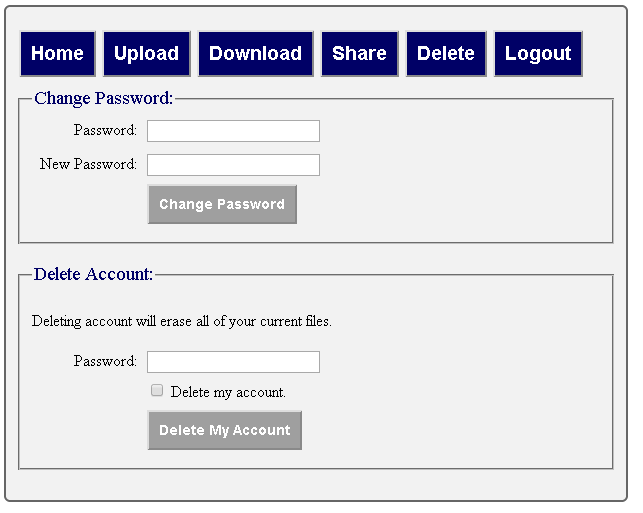 Home Upload Download Share Delete Logout
Change Password:
Password:
New Password:
Change Password
Delete Account:
Deleting account will erase all of your current files.
Password:
Delete my account.
Delete My Account